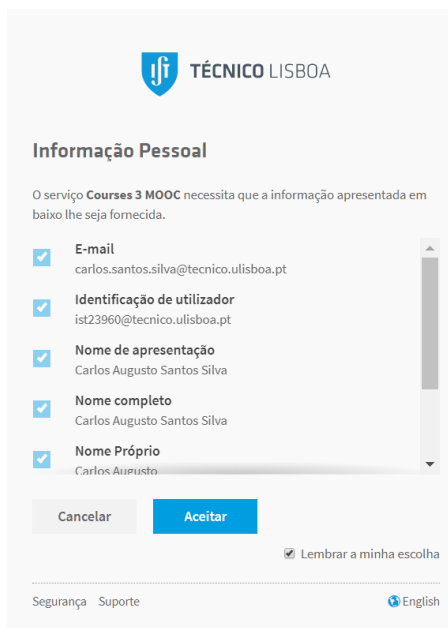 TÉCNICO LISBOA
Informação Pessoal
O serviço Courses 3 MOOC necessita que a informação apresentada em
baixo lhe seja fornecida.
E-mail
carlos.santos.silva@tecnico.ulisboa.pt
Identificação de utilizador
ist23960@tecnico.ulisboa.pt
Nome de apresentação
Carlos Augusto Santos Silva
Nome completo
Carlos Augusto Santos Silva
Nome Próprio
Carlos Augusto
Cancelar Aceitar
Lembrar a minha escolha
Segurança Suporte English